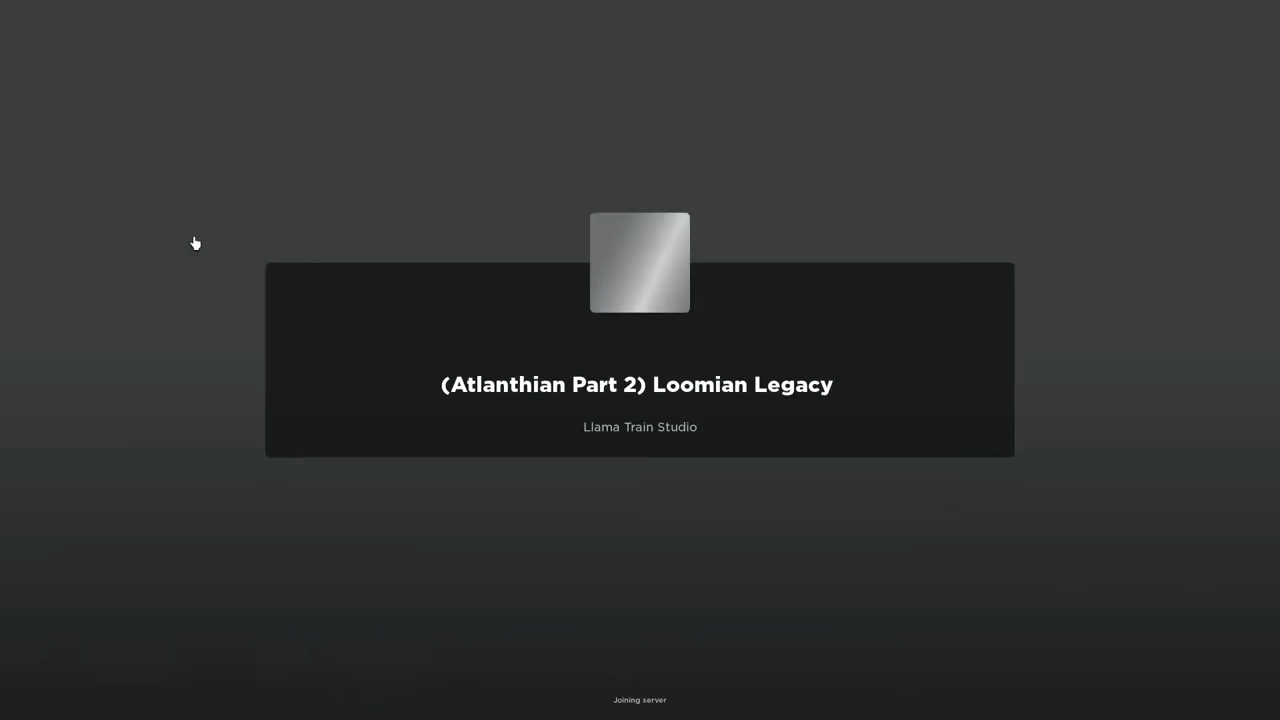 (Atlanthian Part 2) Loomian Legacy
Llama Train Studio
Joining server